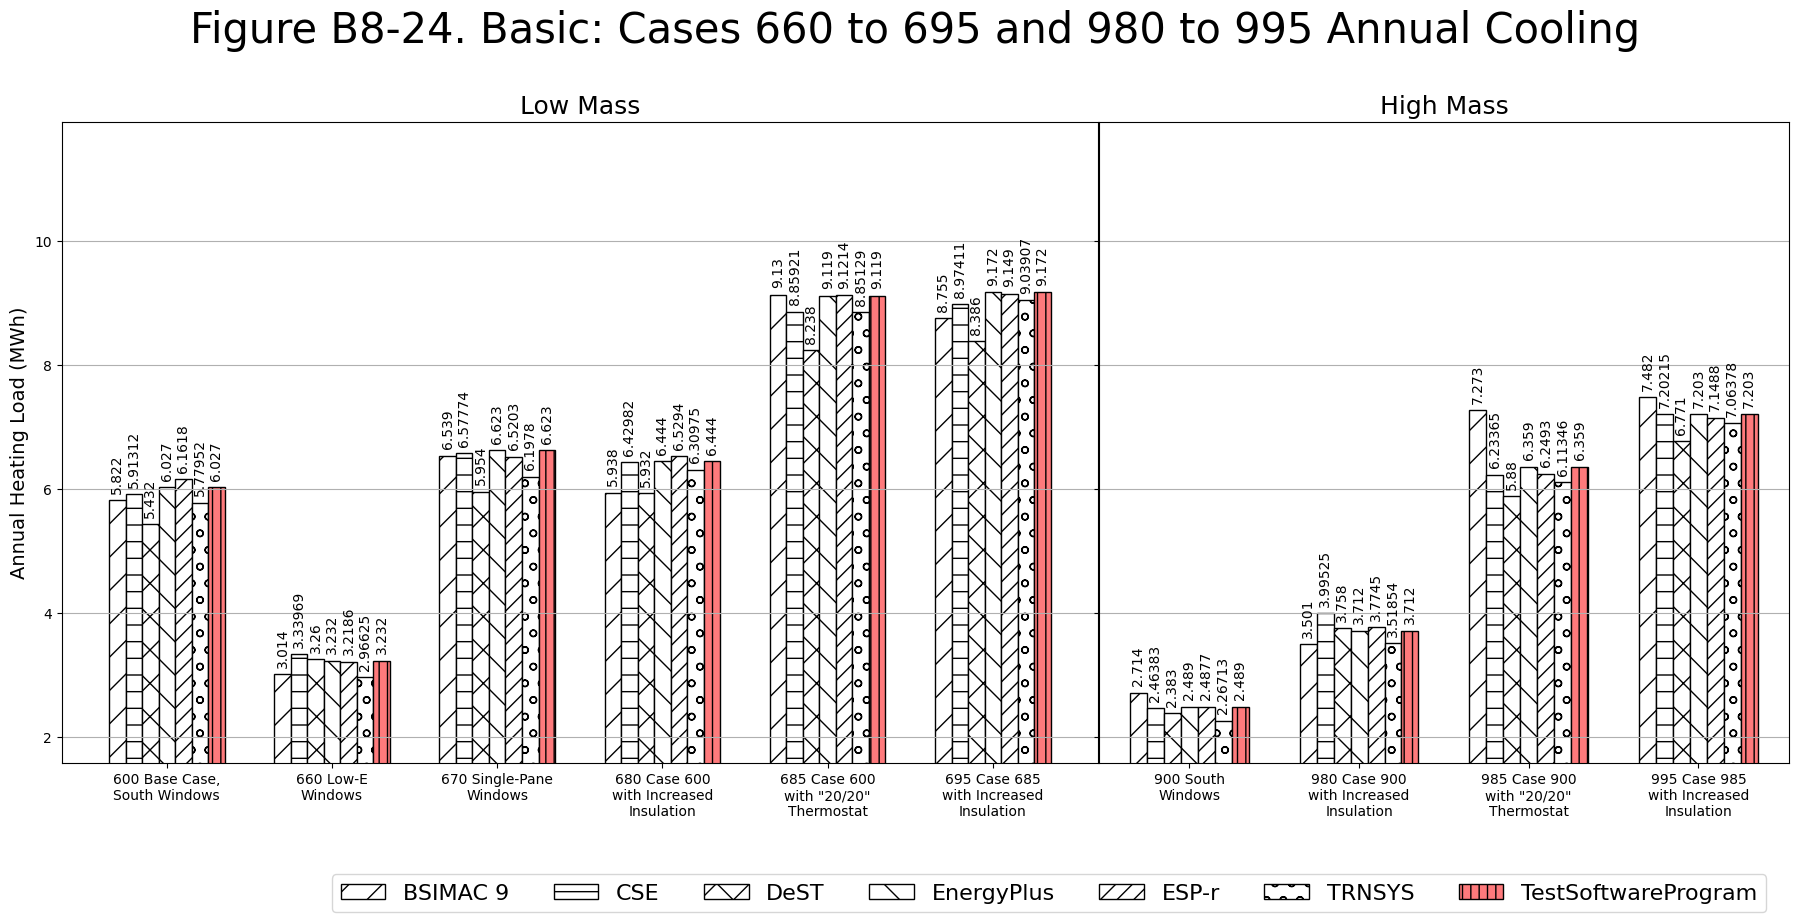 Figure B8-24. Basic: Cases 660 to 695 and 980 to 995 Annual Cooling
Low Mass
High Mass
Annual Heating Load (MWh)
10
8
6
4
2
5.822
5.91312
5.432
6.027
6.1618
5.77952
6.027
3.014
3.33969
3.26
3.232
3.2186
2.96625
3.232
6.539
6.57774
5.954
6.623
6.5203
6.1978
6.623
5.938
6.42982
5.932
6.444
6.5294
6.30975
6.444
9.13
8.85921
8.238
9.119
9.1214
8.85129
9.119
8.755
8.97411
8.386
9.172
9.149
9.03907
9.172
2.714
2.46383
2.383
2.489
2.4877
2.26713
2.489
3.501
3.99525
3.758
3.712
3.7745
3.51854
3.712
7.273
6.23365
5.88
6.359
6.2493
6.11346
6.359
7.482
7.20215
6.771
7.203
7.1488
7.06378
7.203
600 Base Case,
South Windows
660 Low-E
Windows
670 Single-Pane
Windows
680 Case 600
with Increased
Insulation
685 Case 600
with "20/20"
Thermostat
695 Case 685
with Increased
Insulation
900 South
Windows
980 Case 900
with Increased
Insulation
985 Case 900
with "20/20"
Thermostat
995 Case 985
with Increased
Insulation
BSIMAC 9
CSE
DeST
EnergyPlus
ESP-r
TRNSYS
TestSoftwareProgram